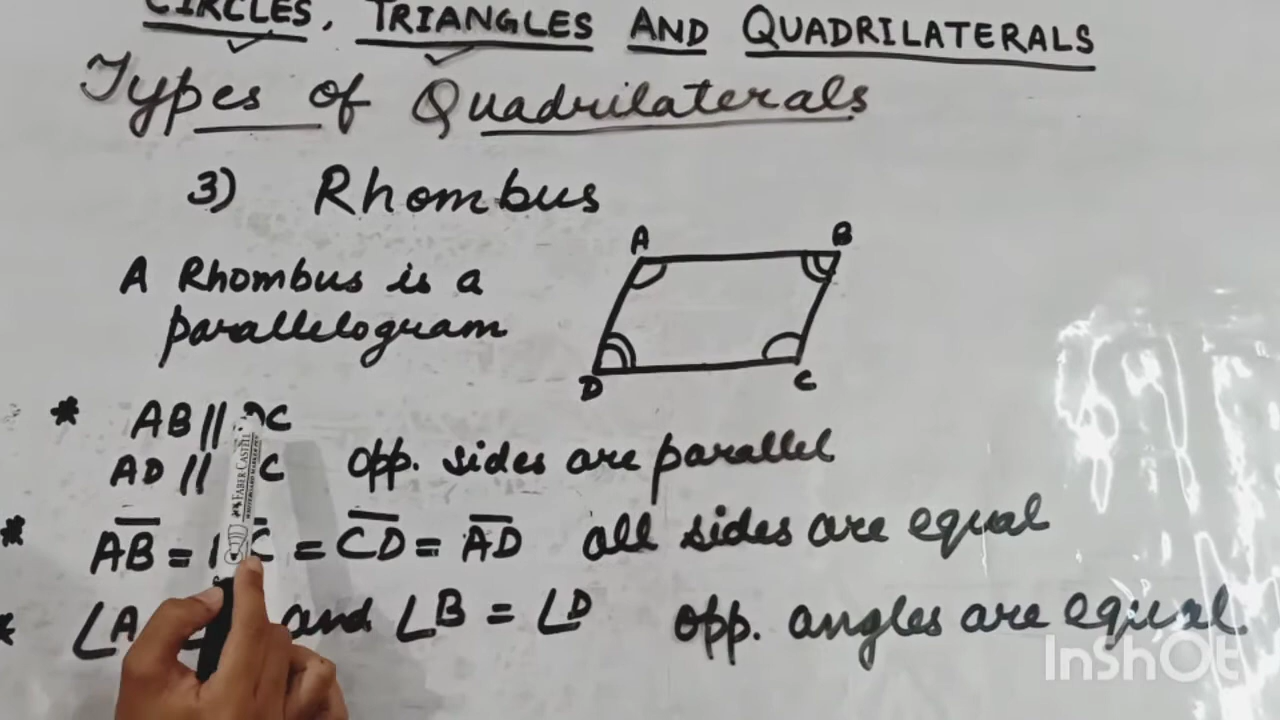 CIRCLES, TRIANGLES AND QUADRILATERALS
Types of Quadrilaterals
3) Rhombus
A Rhombus is a
parallelogram
A
B
D
C
* AB || C
AD || C opp. sides are parallel
* AB = C = CD = AD all sides are equal
* ∠A and ∠B = ∠D opp. angles are equal.
FABER-CASTELL
InShOt